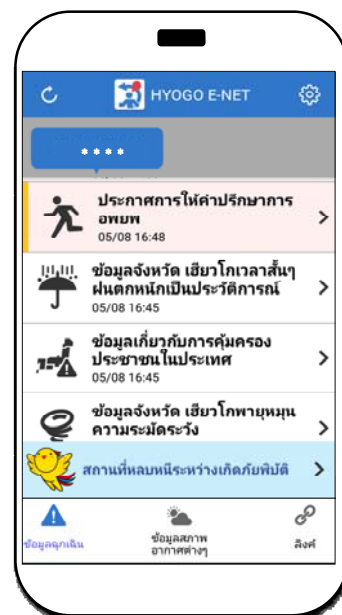 HYOGO E-NET
****
ประกาศการให้คำปรึกษาการ
อพยพ
05/08 16:48
ข้อมูลจังหวัด เฮียวโกเวลาสั้นๆ
ฝนตกหนักเป็นประวัติการณ์
05/08 16:45
ข้อมูลเกี่ยวกับการคุ้มครอง
ประชาชนในประเทศ
05/08 16:45
ข้อมูลจังหวัด เฮียวโกพายุหมุน
ความระมัดระวัง
สถานที่หลบหนีระหว่างเกิดภัยพิบัติ
ข้อมูลฉุกเฉิน
ข้อมูลสภาพ
อากาศต่างๆ
ลิงค์